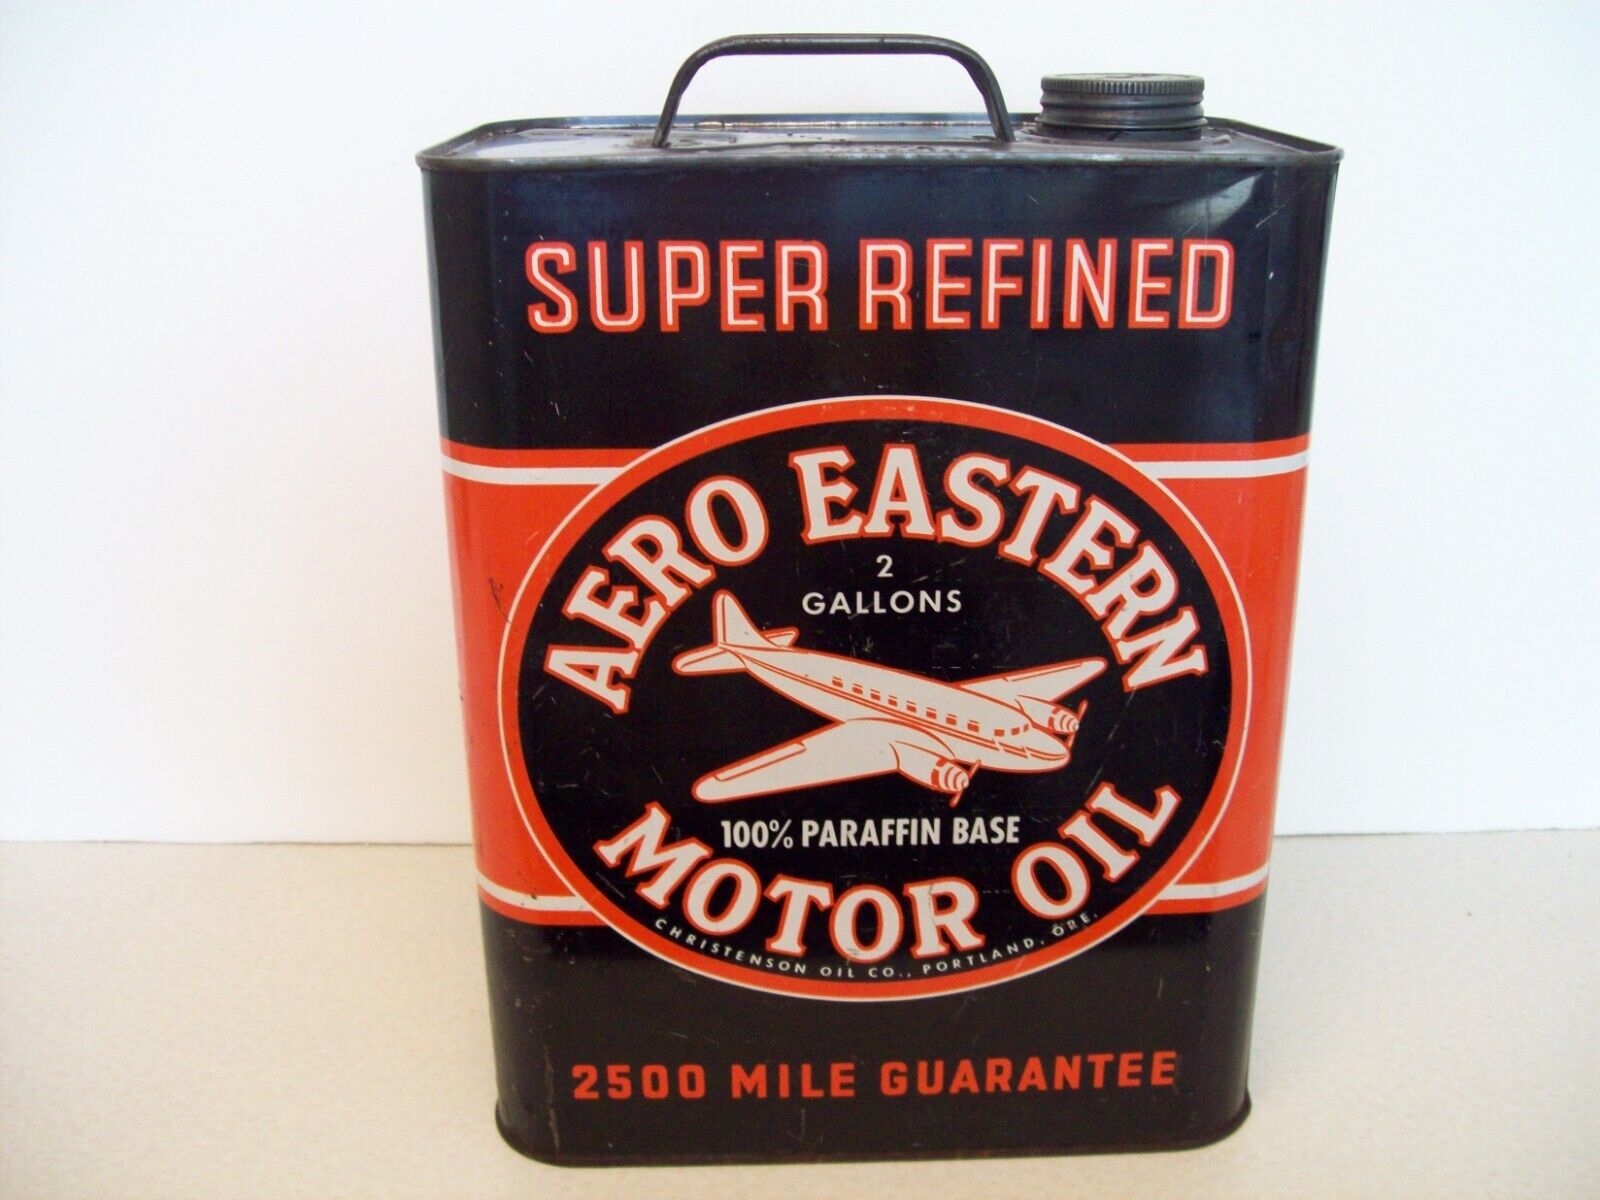 SUPER REFINED
AERO EASTERN
2
GALLONS
100% PARAFFIN BASE
MOTOR OIL
CHRISTENSON OIL CO., PORTLAND, ORE.
2500 MILE GUARANTEE